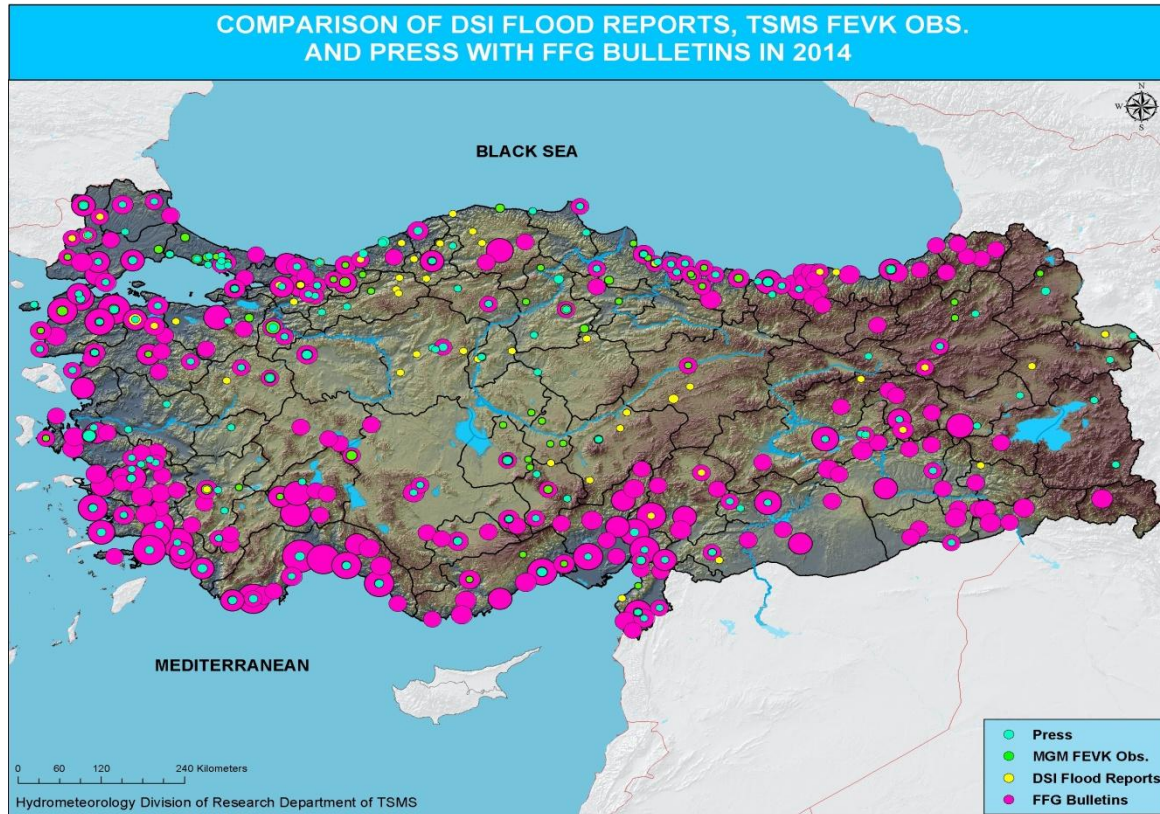 COMPARISON OF DSI FLOOD REPORTS, TSMS FEVK OBS.
AND PRESS WITH FFG BULLETINS IN 2014
N
W E
S
BLACK SEA
MEDITERRANEAN
0 60 120 240 Kilometers
Hydrometeorology Division of Research Department of TSMS
Press
MGM FEVK Obs.
DSI Flood Reports
FFG Bulletins